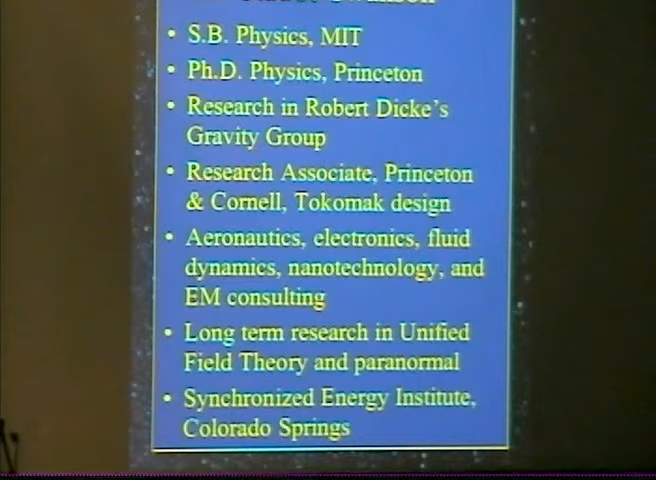 Swanson
• S.B. Physics, MIT
• Ph.D. Physics, Princeton
• Research in Robert Dicke's
Gravity Group
• Research Associate, Princeton
& Cornell, Tokomak design
• Aeronautics, electronics, fluid
dynamics, nanotechnology, and
EM consulting
• Long term research in Unified
Field Theory and paranormal
• Synchronized Energy Institute,
Colorado Springs